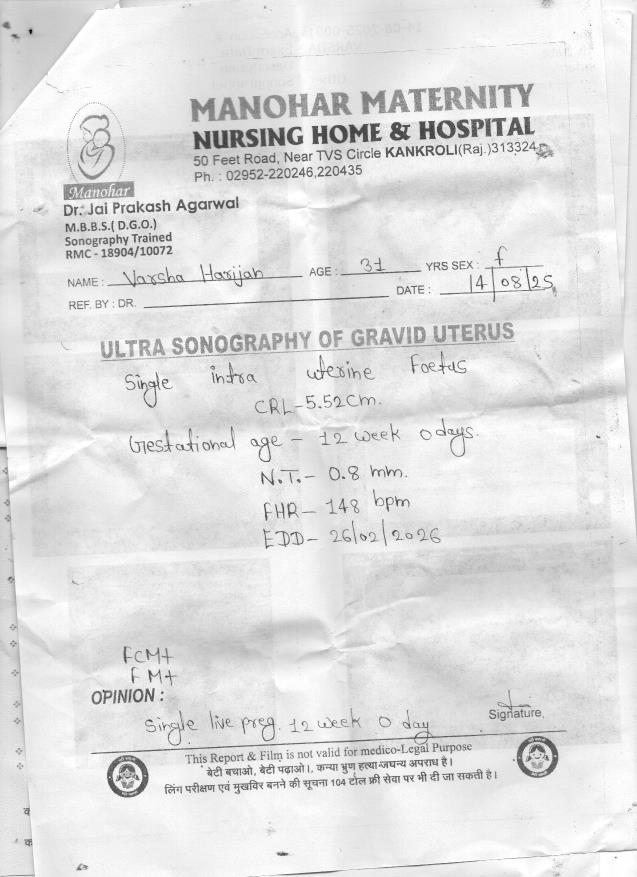 MANOHAR MATERNITY
NURSING HOME & HOSPITAL
50 Feet Road, Near TVS Circle KANKROLI(Raj.)313324
Ph. : 02952-220246,220435
Manohar
Dr. Jai Prakash Agarwal
M.B.B.S.( D.G.O.)
Sonography Trained
RMC - 18904/10072
NAME : Varsha Harijan AGE : 31 YRS SEX : f
REF. BY : DR. DATE : 14/08/25
ULTRA SONOGRAPHY OF GRAVID UTERUS
Single intra uterine Foetus
CRL-5.52Cm.
Gestational age - 12 week 0 days.
N.T.- 0.8 mm.
FHR- 148 bpm
EDD- 26/02/2026
FCM+
FM+
OPINION :
Single live preg. 12 week 0 day
Signature.
This Report & Film is not valid for medico-Legal Purpose
बेटी बचाओ, बेटी पढ़ाओ।, कन्या भ्रुण हत्या जघन्य अपराध है।
लिंग परीक्षण एवं मुखविर बनने की सूचना 104 टोल फ्री सेवा पर भी दी जा सकती है।